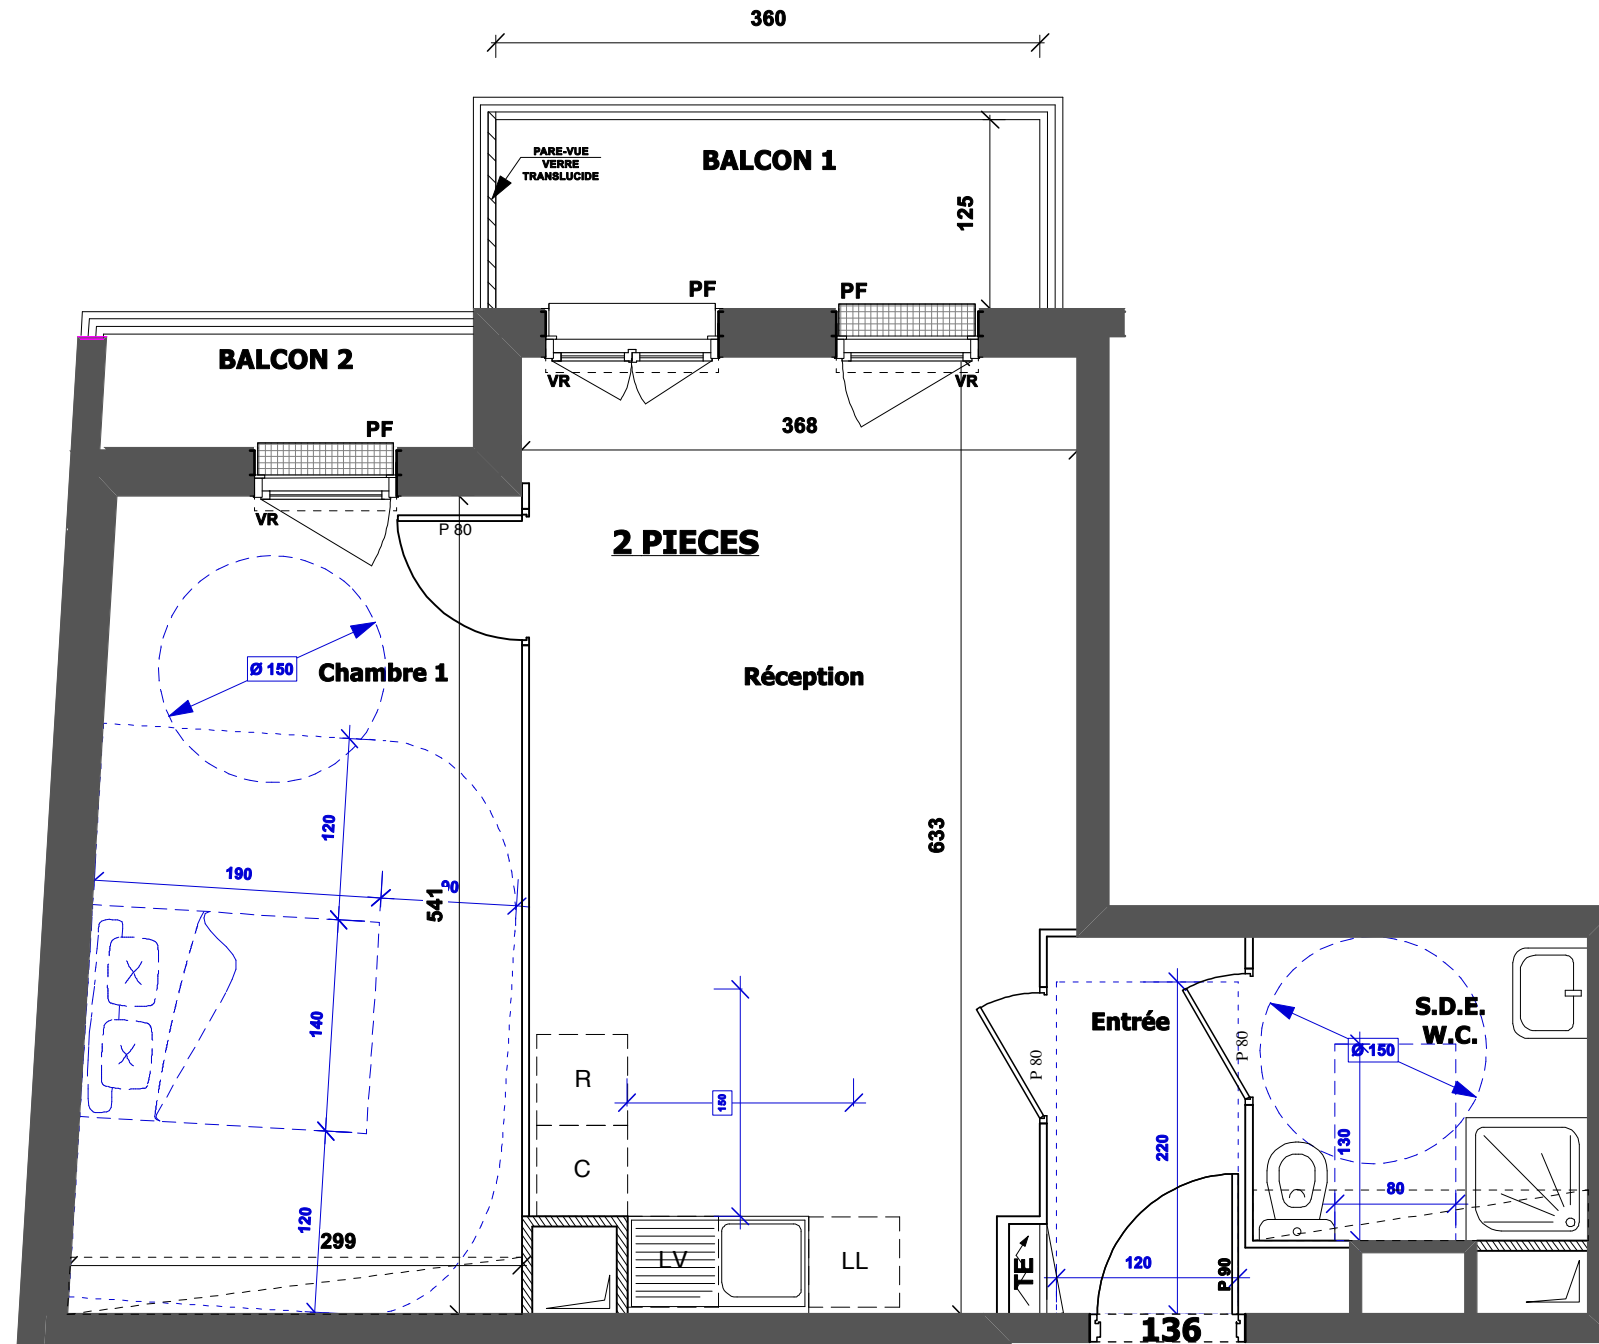 360
PARE-VUE
VERRE
TRANSLUCIDE
BALCON 1
125
PF
PF
BALCON 2
VR
VR
368
PF
VR
P 80
2 PIECES
Ø 150
Chambre 1
Réception
120
633
190
90
541
140
Entrée
S.D.E.
W.C.
P 80
P 80
Ø 150
R
150
130
220
C
80
120
299
LV
LL
TE
120
P 90
136